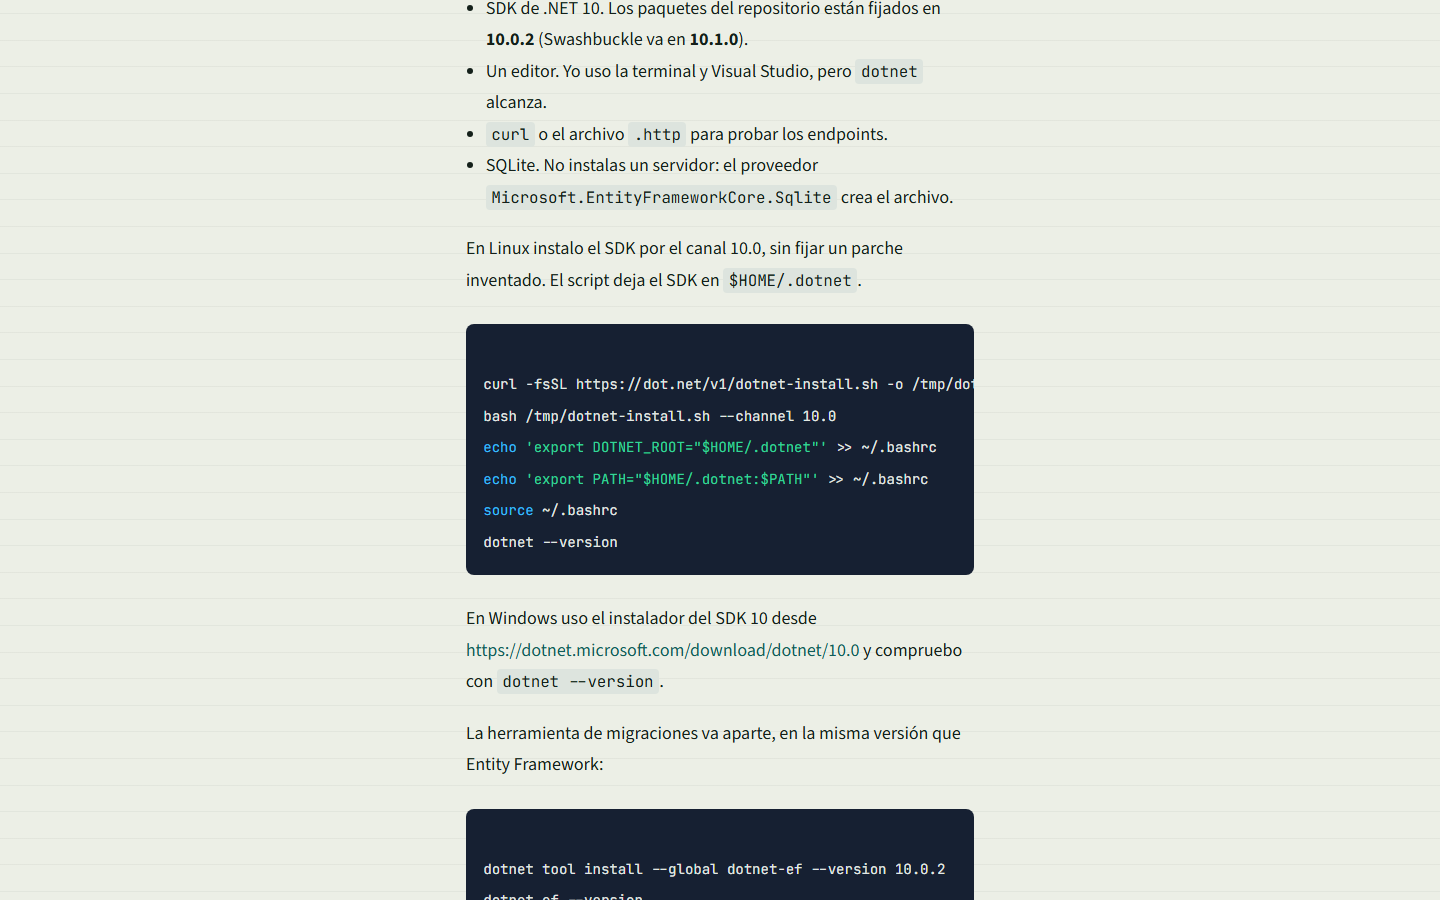 SDK de .NET 10. Los paquetes del repositorio están fijados en
10.0.2 (Swashbuckle va en 10.1.0).
Un editor. Yo uso la terminal y Visual Studio, pero dotnet
alcanza.
curl o el archivo .http para probar los endpoints.
SQLite. No instalas un servidor: el proveedor
Microsoft.EntityFrameworkCore.Sqlite crea el archivo.
En Linux instalo el SDK por el canal 10.0, sin fijar un parche
inventado. El script deja el SDK en $HOME/.dotnet.
curl -fsSL https://dot.net/v1/dotnet-install.sh -o /tmp/dot
bash /tmp/dotnet-install.sh --channel 10.0
echo 'export DOTNET_ROOT="$HOME/.dotnet"' >> ~/.bashrc
echo 'export PATH="$HOME/.dotnet:$PATH"' >> ~/.bashrc
source ~/.bashrc
dotnet --version
En Windows uso el instalador del SDK 10 desde
https://dotnet.microsoft.com/download/dotnet/10.0 y compruebo
con dotnet --version.
La herramienta de migraciones va aparte, en la misma versión que
Entity Framework:
dotnet tool install --global dotnet-ef --version 10.0.2
dotnet ef --version